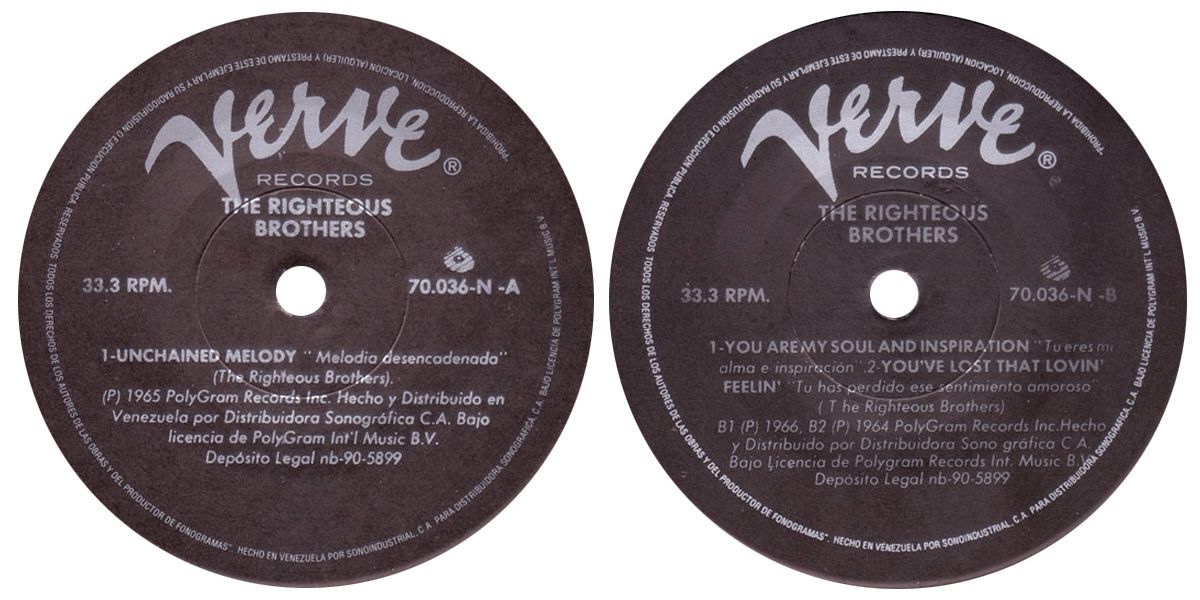 "PROHIBIDA LA REPRODUCCION, LOCACION (ALQUILER) Y PRESTAMO DE ESTE EJEMPLAR Y SU RADIODIFUSION O EJECUCION PUBLICA. RESERVADOS TODOS LOS DERECHOS DE LOS AUTORES DE LAS OBRAS Y DEL PRODUCTOR DE FONOGRAMAS". HECHO EN VENEZUELA POR SONOINDUSTRIAL, C.A. PARA DISTRIBUIDORA SONOGRAFICA, C.A. BAJO LICENCIA DE POLYGRAM INT'L MUSIC B.V.
Verve ®
RECORDS
THE RIGHTEOUS
BROTHERS
33.3 RPM.
70.036-N -A
1-UNCHAINED MELODY "Melodia desencadenada"
(The Righteous Brothers).
(P) 1965 PolyGram Records Inc. Hecho y Distribuido en
Venezuela por Distribuidora Sonográfica C.A. Bajo
licencia de PolyGram Int'l Music B.V.
Depósito Legal nb-90-5899
"PROHIBIDA LA REPRODUCCION, LOCACION (ALQUILER) Y PRESTAMO DE ESTE EJEMPLAR Y SU RADIODIFUSION O EJECUCION PUBLICA. RESERVADOS TODOS LOS DERECHOS DE LOS AUTORES DE LAS OBRAS Y DEL PRODUCTOR DE FONOGRAMAS". HECHO EN VENEZUELA POR SONOINDUSTRIAL, C.A. PARA DISTRIBUIDORA SONOGRAFICA, C.A. BAJO LICENCIA DE POLYGRAM INT'L MUSIC B.V.
Verve ®
RECORDS
THE RIGHTEOUS
BROTHERS
33.3 RPM.
70.036-N -B
1-YOU ARE MY SOUL AND INSPIRATION "Tu eres mi
alma e inspiración".2-YOU'VE LOST THAT LOVIN'
FEELIN' "Tu has perdido ese sentimiento amoroso"
( T he Righteous Brothers)
B1 (P) 1966, B2 (P) 1964 PolyGram Records Inc.Hecho
y Distribuido por Distribuidora Sono gráfica C A.
Bajo Licencia de Polygram Records Int. Music B.V.
Depósito Legal nb-90-5899